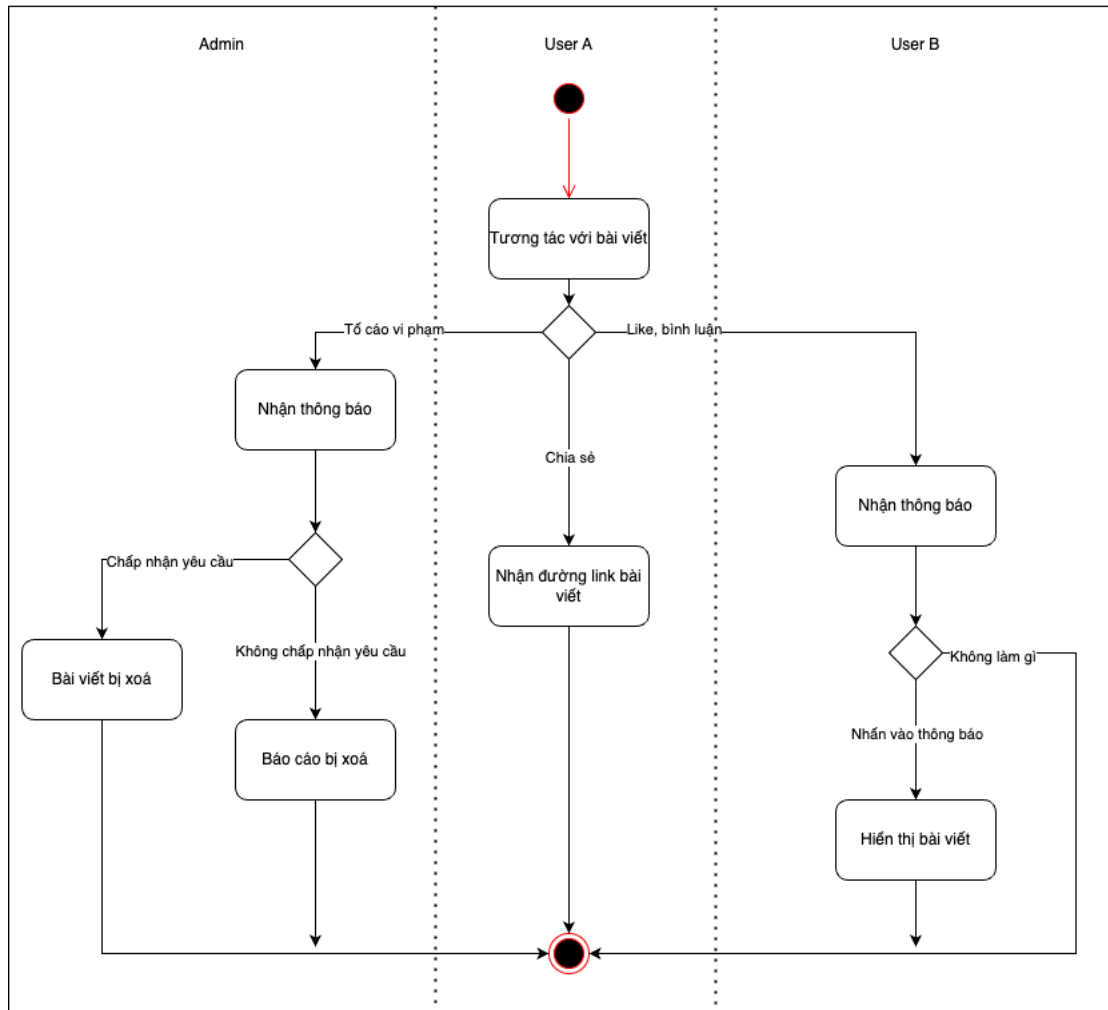 Admin
User A
User B
Tương tác với bài viết
Tố cáo vi phạm
Like, bình luận
Nhận thông báo
Chia sẻ
Nhận thông báo
Chấp nhận yêu cầu
Nhận đường link bài
viết
Không chấp nhận yêu cầu
Không làm gì
Bài viết bị xoá
Nhấn vào thông báo
Báo cáo bị xoá
Hiển thị bài viết